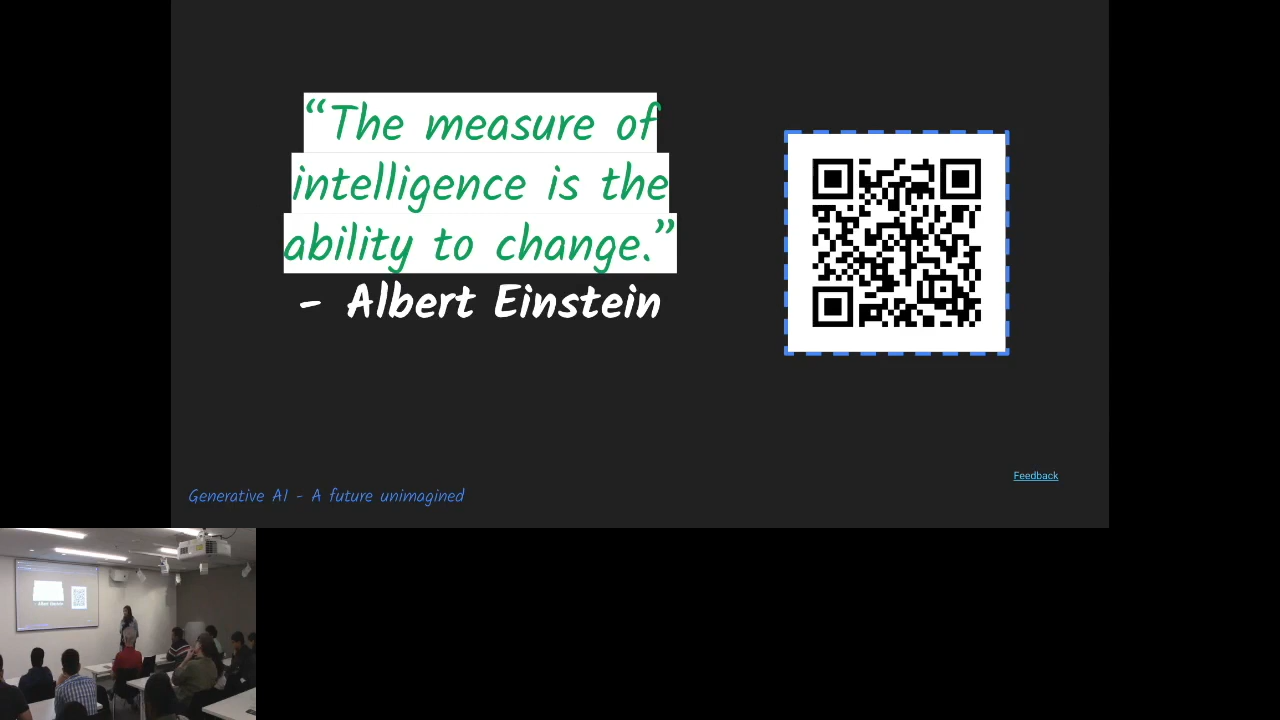 “The measure of
intelligence is the
ability to change.”
- Albert Einstein
Feedback
Generative AI - A future unimagined